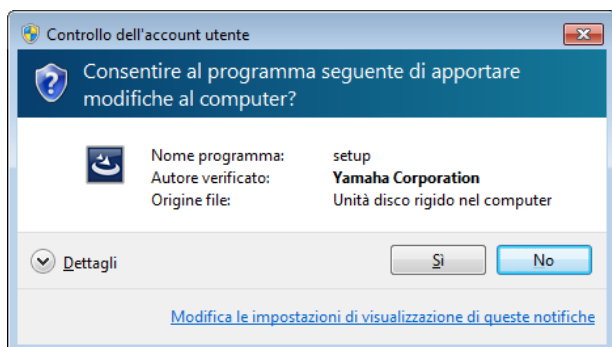 Controllo dell'account utente
Consentire al programma seguente di apportare
modifiche al computer?
Nome programma: setup
Autore verificato: Yamaha Corporation
Origine file: Unità disco rigido nel computer
Dettagli Sì No
Modifica le impostazioni di visualizzazione di queste notifiche